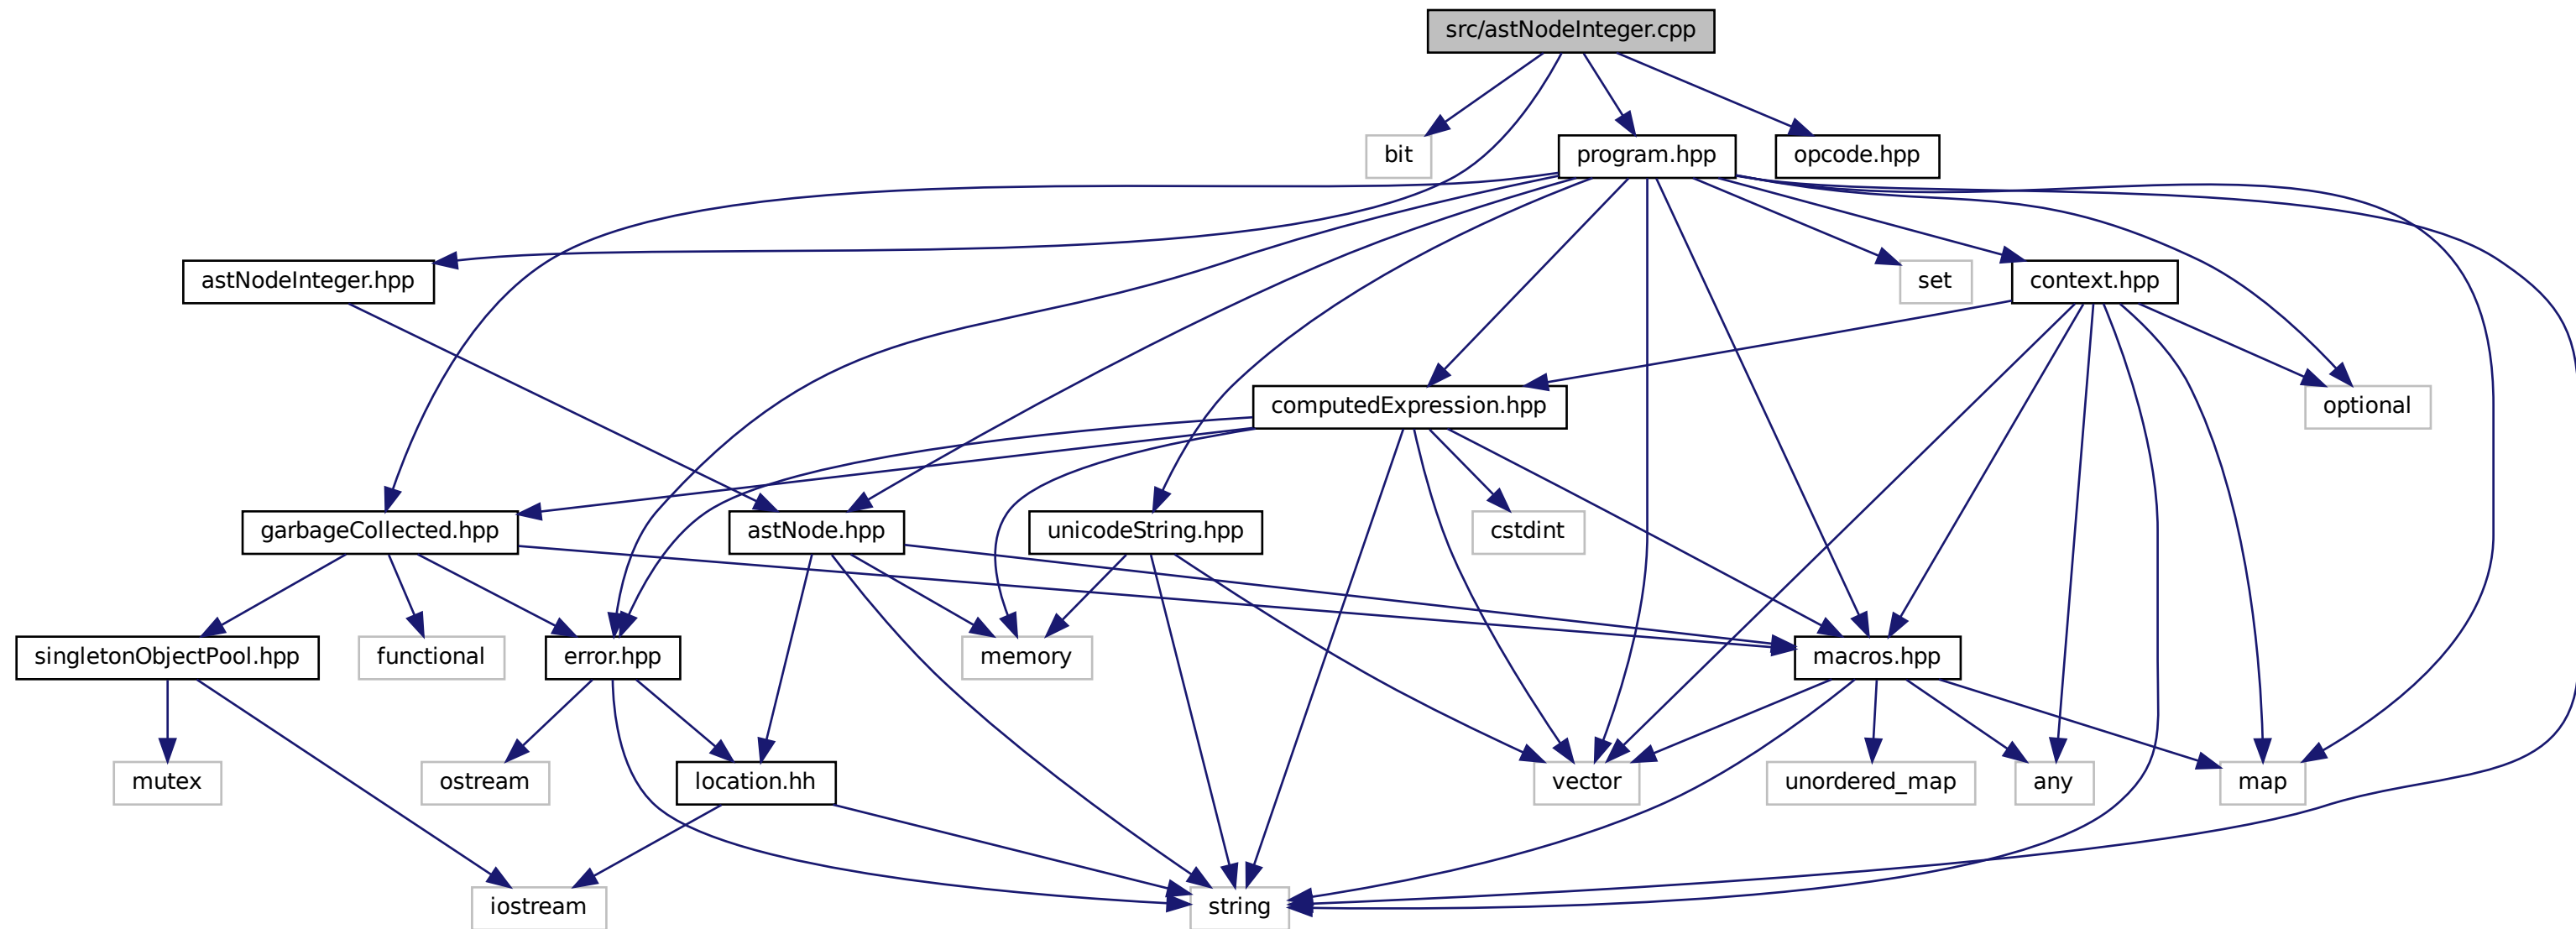 src/astNodeInteger.cpp
bit
program.hpp
opcode.hpp
astNodeInteger.hpp
set
context.hpp
computedExpression.hpp
optional
garbageCollected.hpp
astNode.hpp
unicodeString.hpp
cstdint
singletonObjectPool.hpp
functional
error.hpp
memory
macros.hpp
mutex
ostream
location.hh
vector
unordered_map
any
map
iostream
string